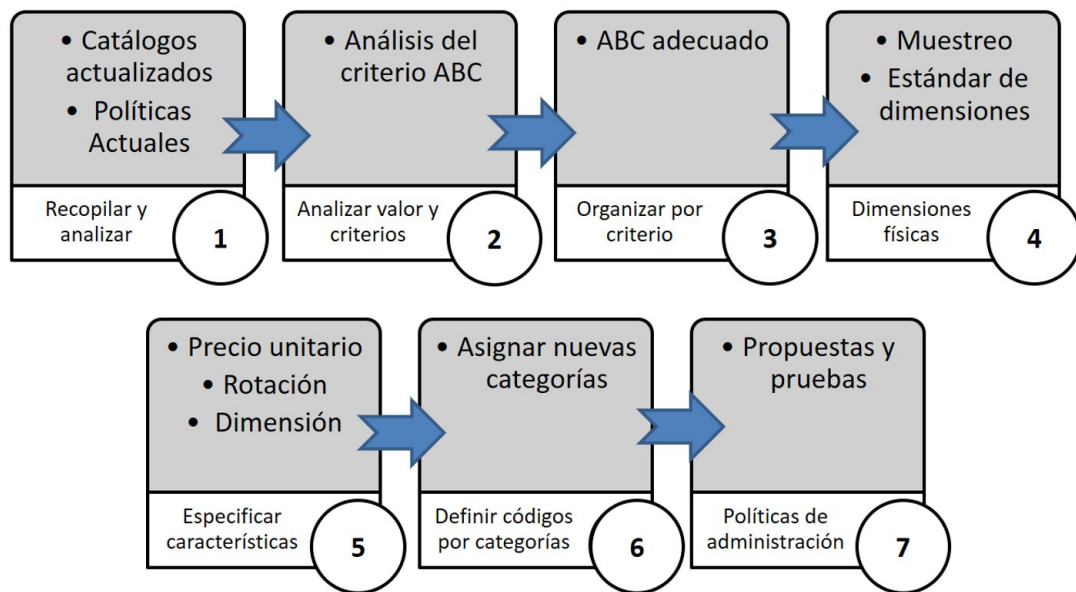 • Catálogos
actualizados
• Políticas
Actuales
Recopilar y
analizar
1
• Análisis del
criterio ABC
Analizar valor y
criterios
2
• ABC adecuado
Organizar por
criterio
3
• Muestreo
• Estándar de
dimensiones
Dimensiones
físicas
4
• Precio unitario
• Rotación
• Dimensión
Especificar
características
5
• Asignar nuevas
categorías
Definir códigos
por categorías
6
• Propuestas y
pruebas
Políticas de
administración
7